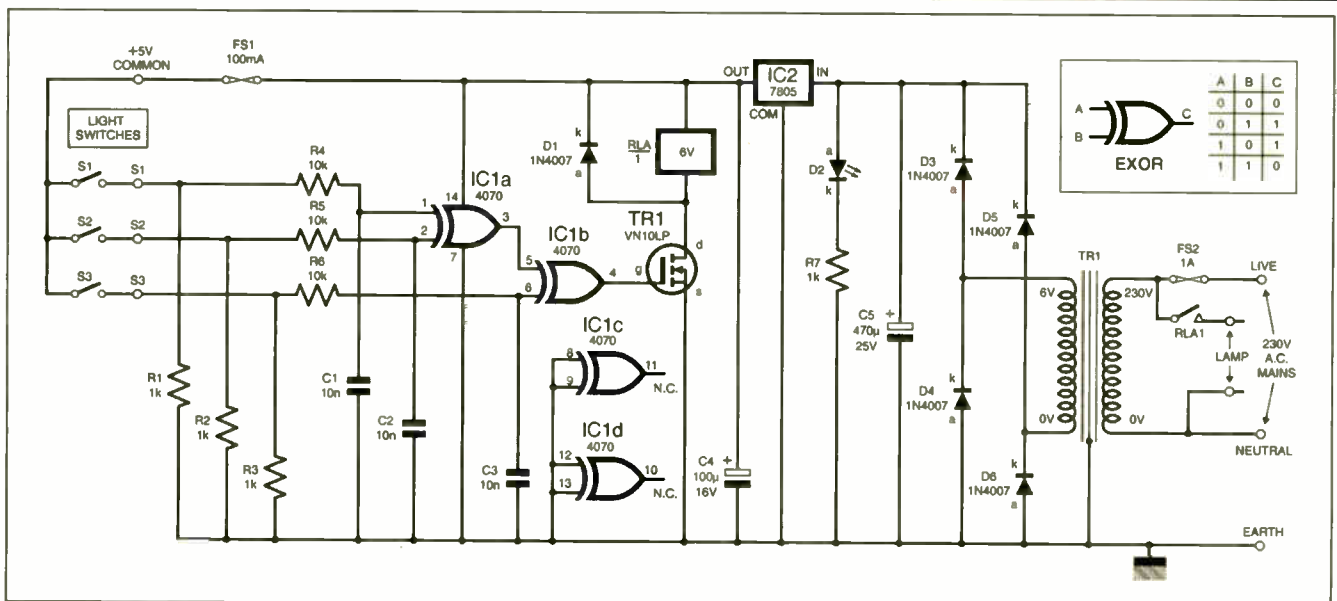 +5V
COMMON
FS1
100mA
LIGHT
SWITCHES
S1
S1
S2
S2
S3
S3
R4
10k
R5
10k
R6
10k
R1
1k
R2
1k
R3
1k
C1
10n
C2
10n
C3
10n
IC1a
4070
14
1
2
3
7
IC1b
4070
5
6
4
IC1c
4070
8
9
11
N.C.
IC1d
4070
12
13
10
N.C.
D1
1N4007
k
a
RLA
1
6V
TR1
VN10LP
g
d
s
C4
100µ
16V
+
OUT
IC2
7805
IN
COM
D2
a
k
R7
1k
C5
470µ
25V
+
D3
1N4007
k
a
D4
1N4007
k
a
D5
1N4007
k
a
D6
1N4007
k
a
TR1
6V
0V
230V
0V
FS2
1A
RLA1
LIVE
LAMP
230V
A.C.
MAINS
NEUTRAL
EARTH
A
B
C
EXOR
A B C
0 0 0
0 1 1
1 0 1
1 1 0